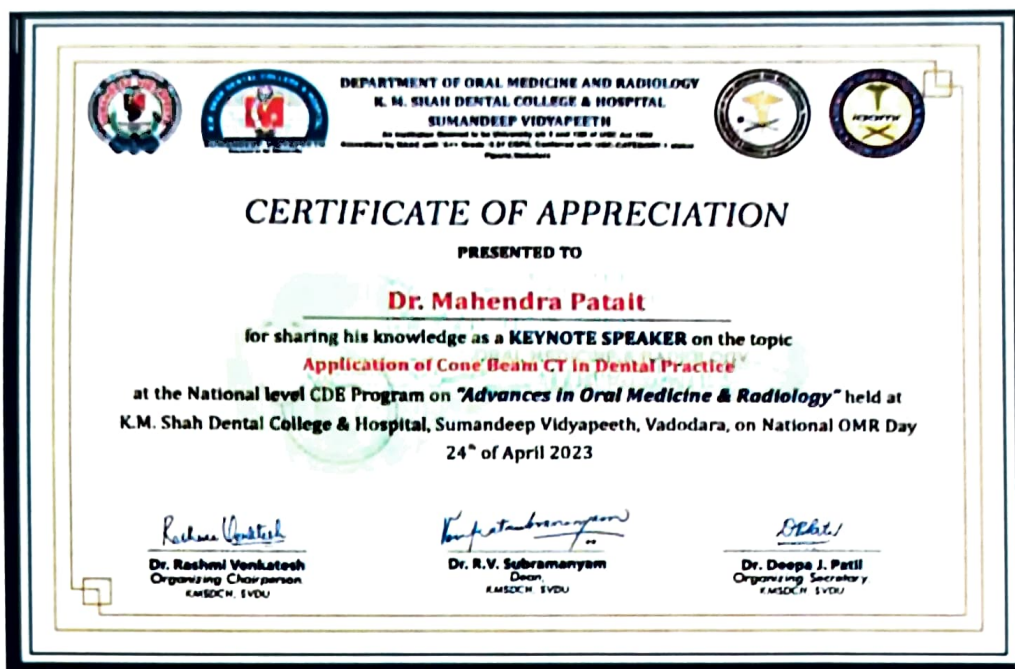 DEPARTMENT OF ORAL MEDICINE AND RADIOLOGY
K. M. SHAH DENTAL COLLEGE & HOSPITAL
SUMANDEEP VIDYAPEETH
CERTIFICATE OF APPRECIATION
PRESENTED TO
Dr. Mahendra Patait
for sharing his knowledge as a KEYNOTE SPEAKER on the topic
Application of Cone Beam CT in Dental Practice
at the National level CDE Program on "Advances in Oral Medicine & Radiology" held at
K.M. Shah Dental College & Hospital, Sumandeep Vidyapeeth, Vadodara, on National OMR Day
24th of April 2023
Dr. Rashmi Venkatesh
Organizing Chairperson
KMSDCH, SVDU
Dr. R.V. Subramanyam
Dean,
KMSDCH, SVDU
Dr. Deepa J. Patil
Organizing Secretary
KMSDCH, SVDU